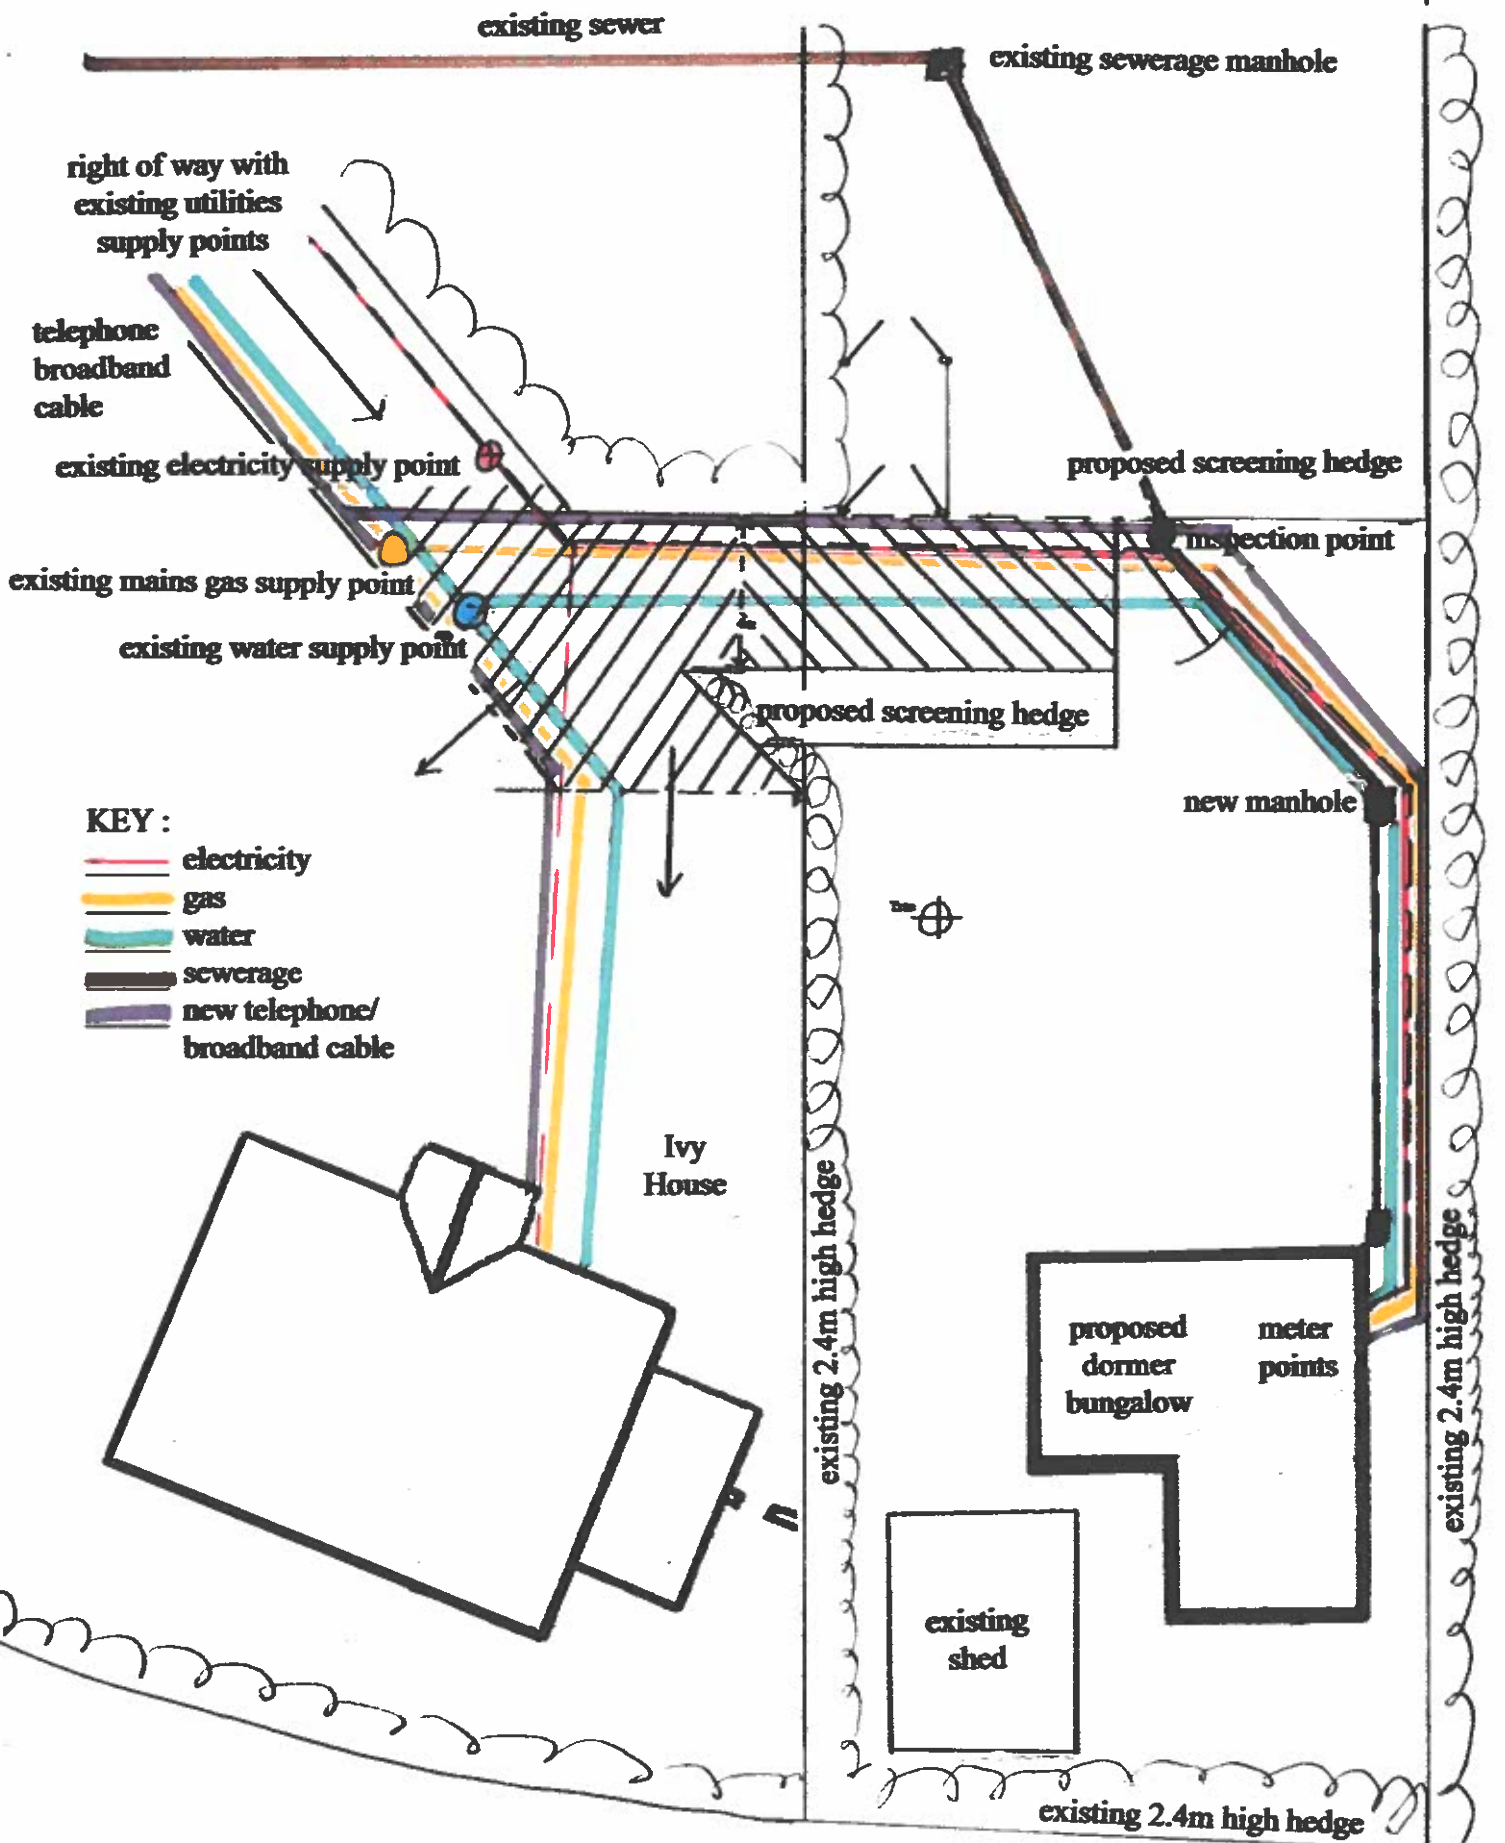 existing sewer
existing sewerage manhole
right of way with
existing utilities
supply points
telephone
broadband
cable
existing electricity supply point
proposed screening hedge
inspection point
existing mains gas supply point
existing water supply point
proposed screening hedge
new manhole
KEY :
electricity
gas
water
sewerage
new telephone/
broadband cable
Tree
Ivy
House
existing 2.4m high hedge
existing 2.4m high hedge
proposed
dormer
bungalow
meter
points
existing
shed
existing 2.4m high hedge